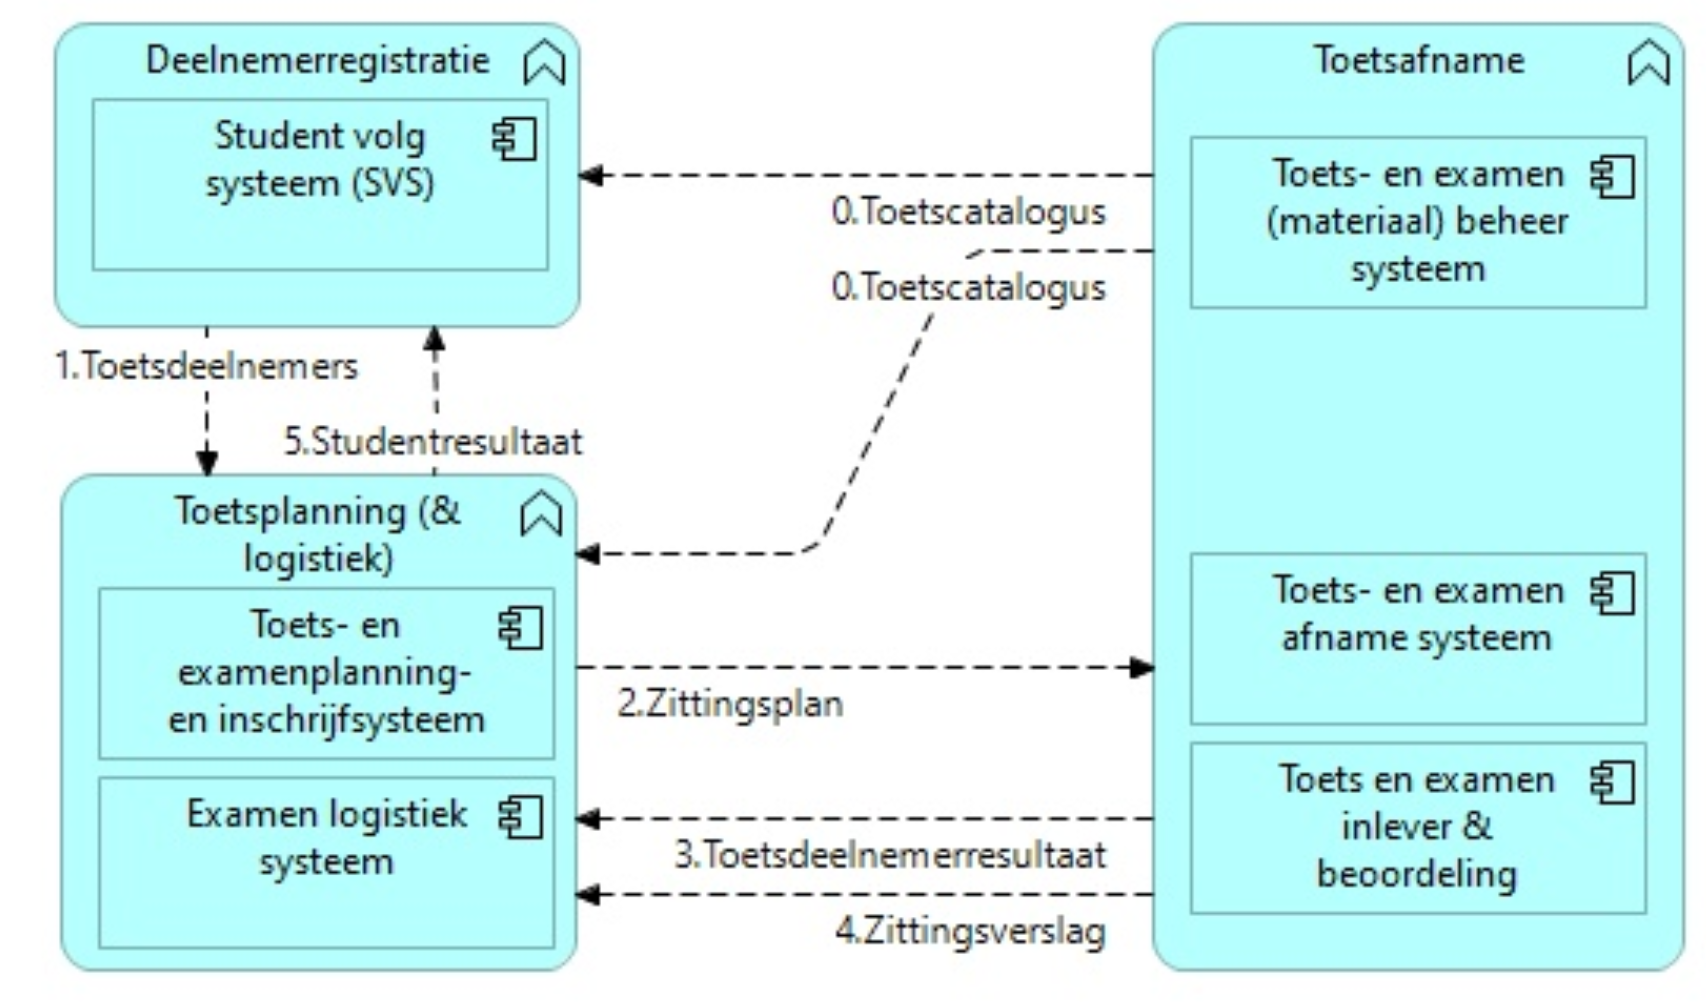 Deelnemerregistratie
Student volg
systeem (SVS)
Toetsafname
Toets- en examen
(materiaal) beheer
systeem
0.Toetscatalogus
0.Toetscatalogus
1.Toetsdeelnemers
5.Studentresultaat
Toetsplanning (&
logistiek)
Toets- en
examenplanning-
en inschrijfsysteem
Examen logistiek
systeem
2.Zittingsplan
3.Toetsdeelnemerresultaat
4.Zittingsverslag
Toets- en examen
afname systeem
Toets en examen
inlever &
beoordeling